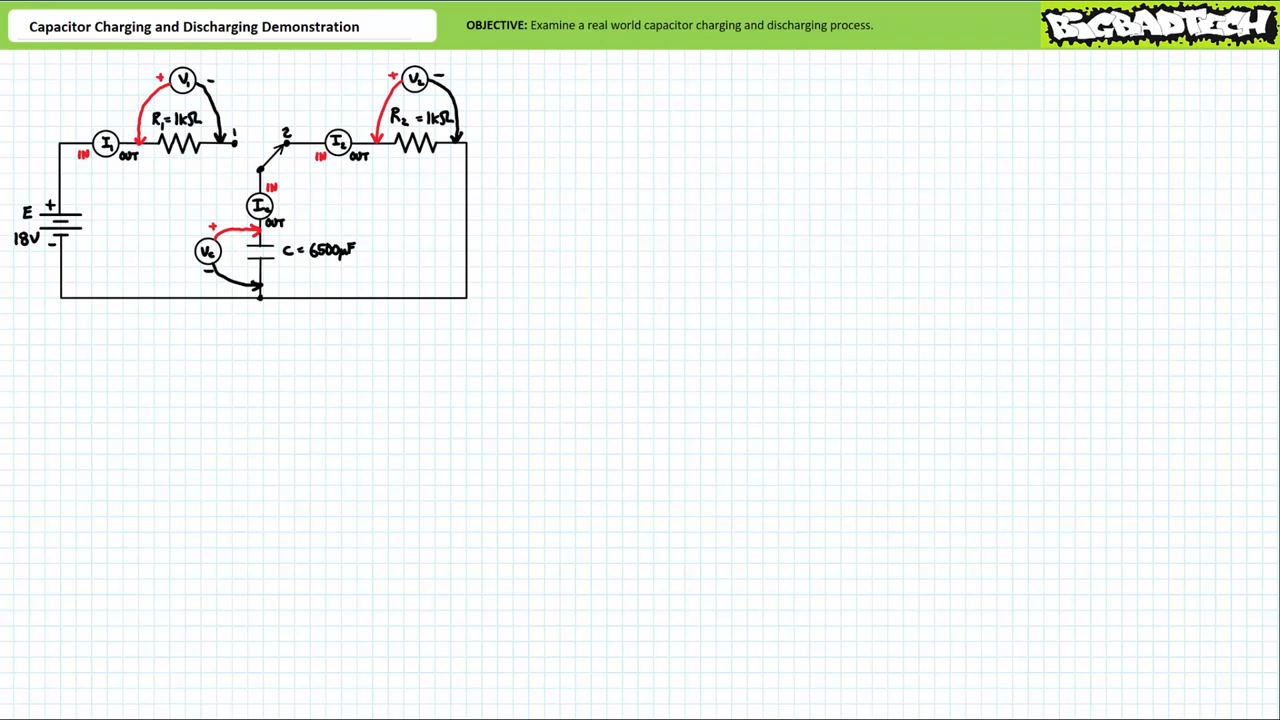 Capacitor Charging and Discharging Demonstration
OBJECTIVE: Examine a real world capacitor charging and discharging process.
BIGBADTECH
+ V1 -
+ V2 -
R1 = 1kΩ
R2 = 1kΩ
1
2
I1
I2
IN OUT
IN OUT
IN
Ic
OUT
E
18V
+
-
+
Vc
-
C = 6500µF